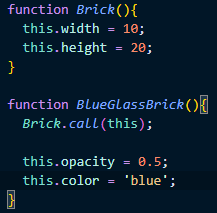 function Brick(){
  this.width = 10;
  this.height = 20;
}

function BlueGlassBrick(){
  Brick.call(this);

  this.opacity = 0.5;
  this.color = 'blue';
}